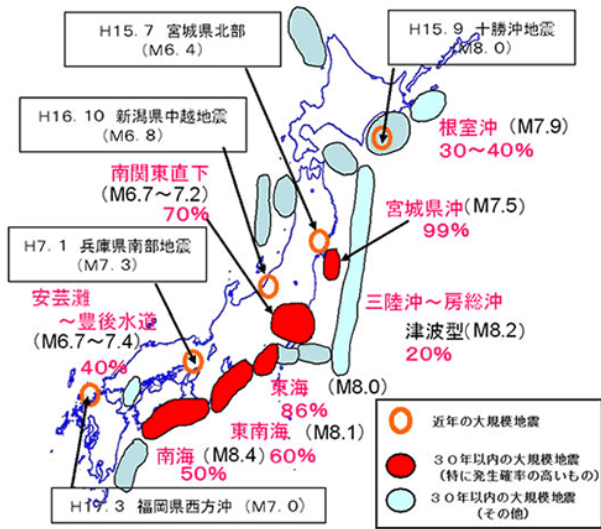 H15.7 宮城県北部
(M6.4)
H15.9 十勝沖地震
(M8.0)
H16.10 新潟県中越地震
(M6.8)
根室沖 (M7.9)
30～40%
南関東直下
(M6.7～7.2)
70%
宮城県沖(M7.5)
99%
H7.1 兵庫県南部地震
(M7.3)
安芸灘
～豊後水道
(M6.7～7.4)
40%
三陸沖～房総沖
津波型(M8.2)
20%
東海 (M8.0)
86%
東南海 (M8.1)
60%
南海 (M8.4)
50%
H17.3 福岡県西方沖 (M7.0)
近年の大規模地震
30年以内の大規模地震
(特に発生確率の高いもの)
30年以内の大規模地震
(その他)